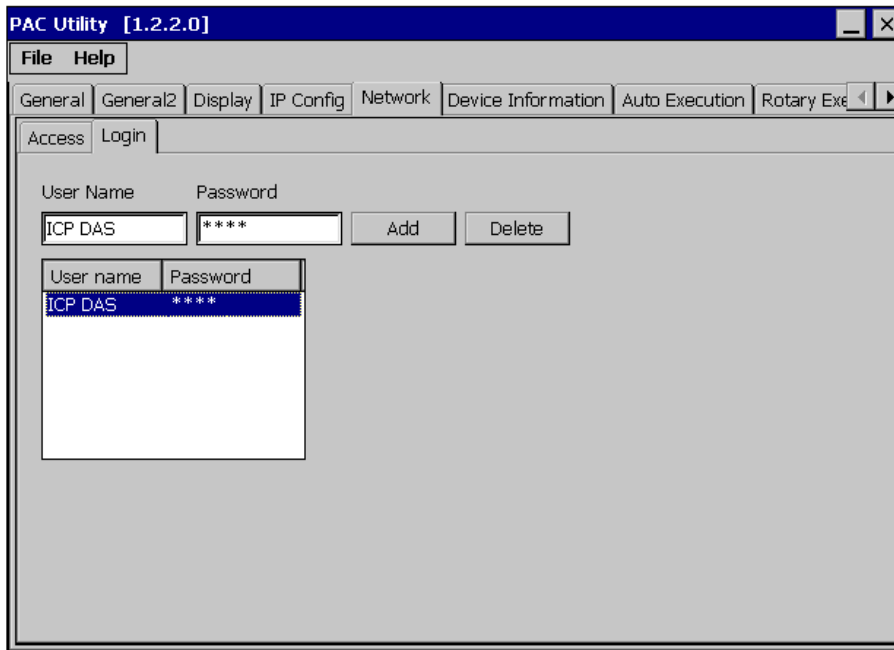 PAC Utility [1.2.2.0]
File Help
General General2 Display IP Config Network Device Information Auto Execution Rotary Exe
Access Login
User Name Password
ICP DAS **** Add Delete
User name Password
ICP DAS ****